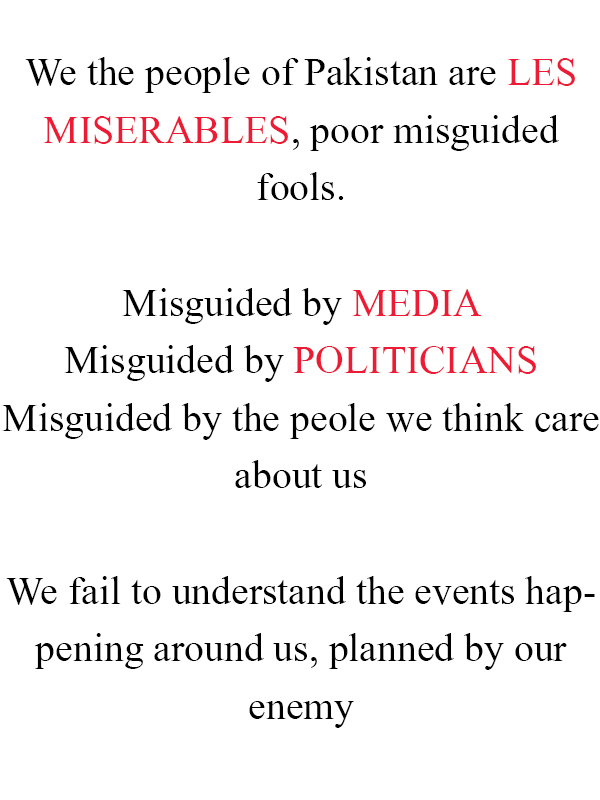 We the people of Pakistan are LES
MISERABLES, poor misguided
fools.
Misguided by MEDIA
Misguided by POLITICIANS
Misguided by the peole we think care
about us
We fail to understand the events hap-
pening around us, planned by our
enemy